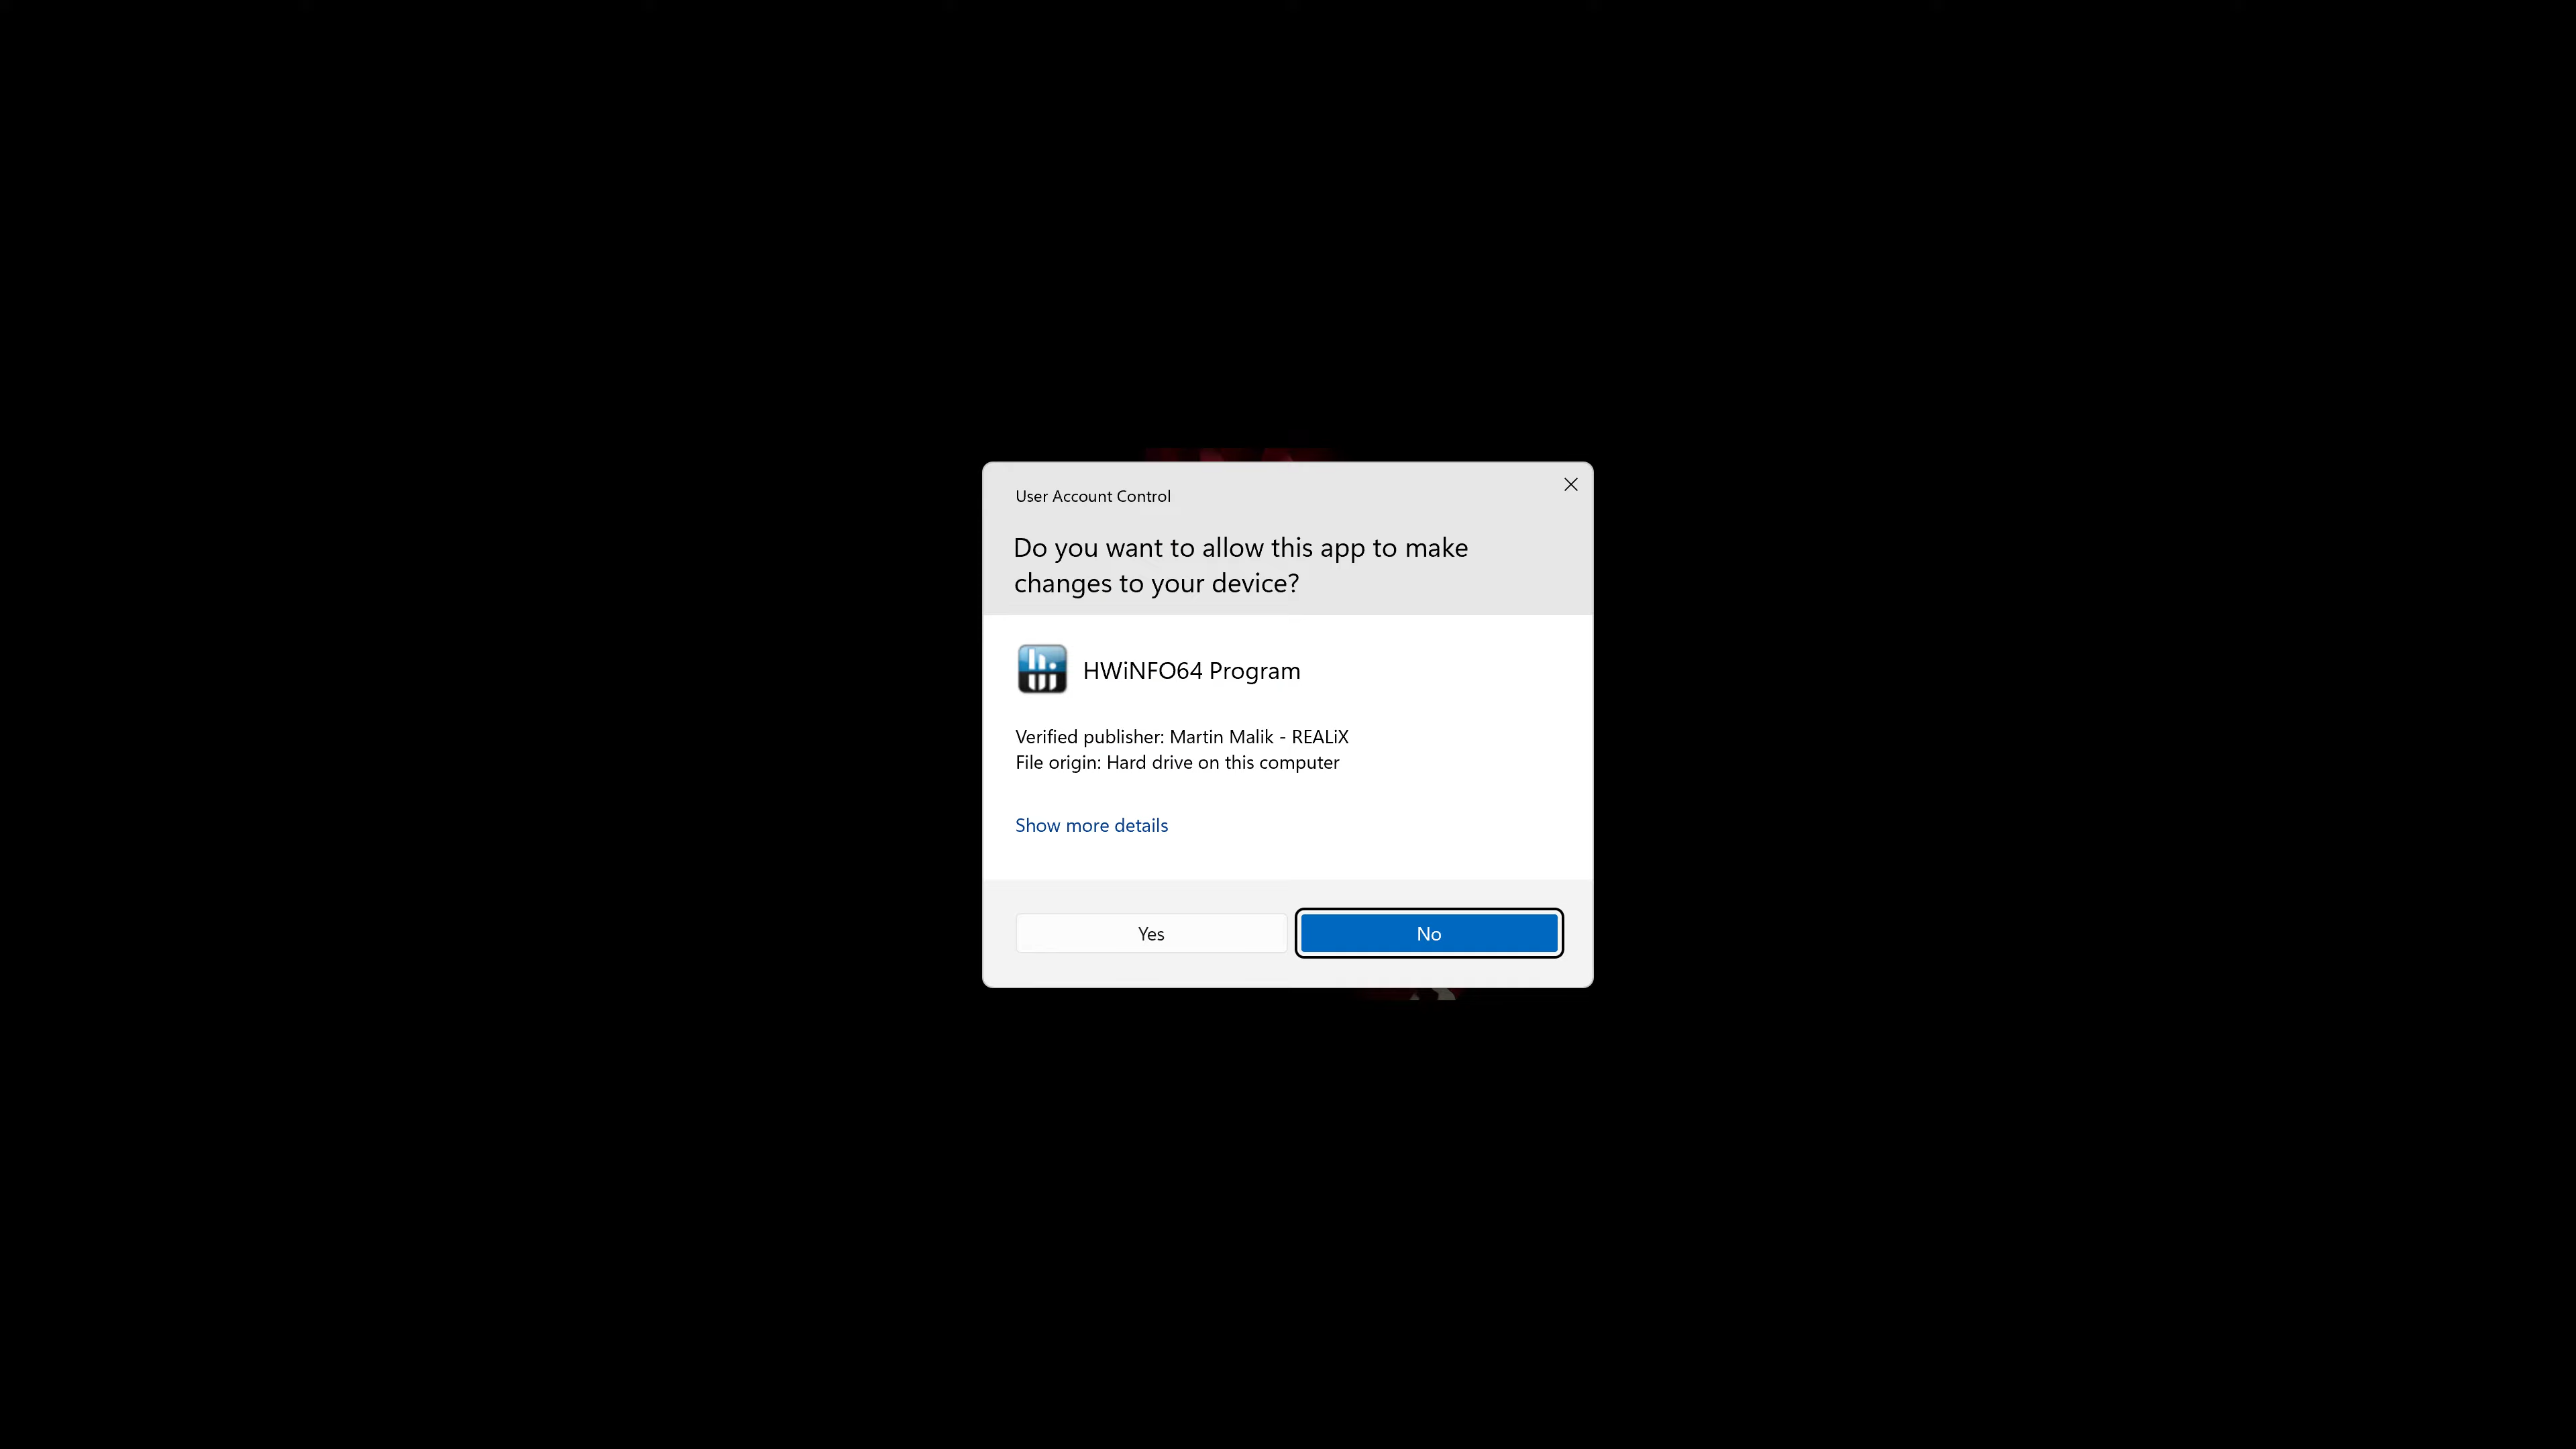 User Account Control
Do you want to allow this app to make
changes to your device?
HWiNFO64 Program
Verified publisher: Martin Malik - REALiX
File origin: Hard drive on this computer
Show more details
Yes
No